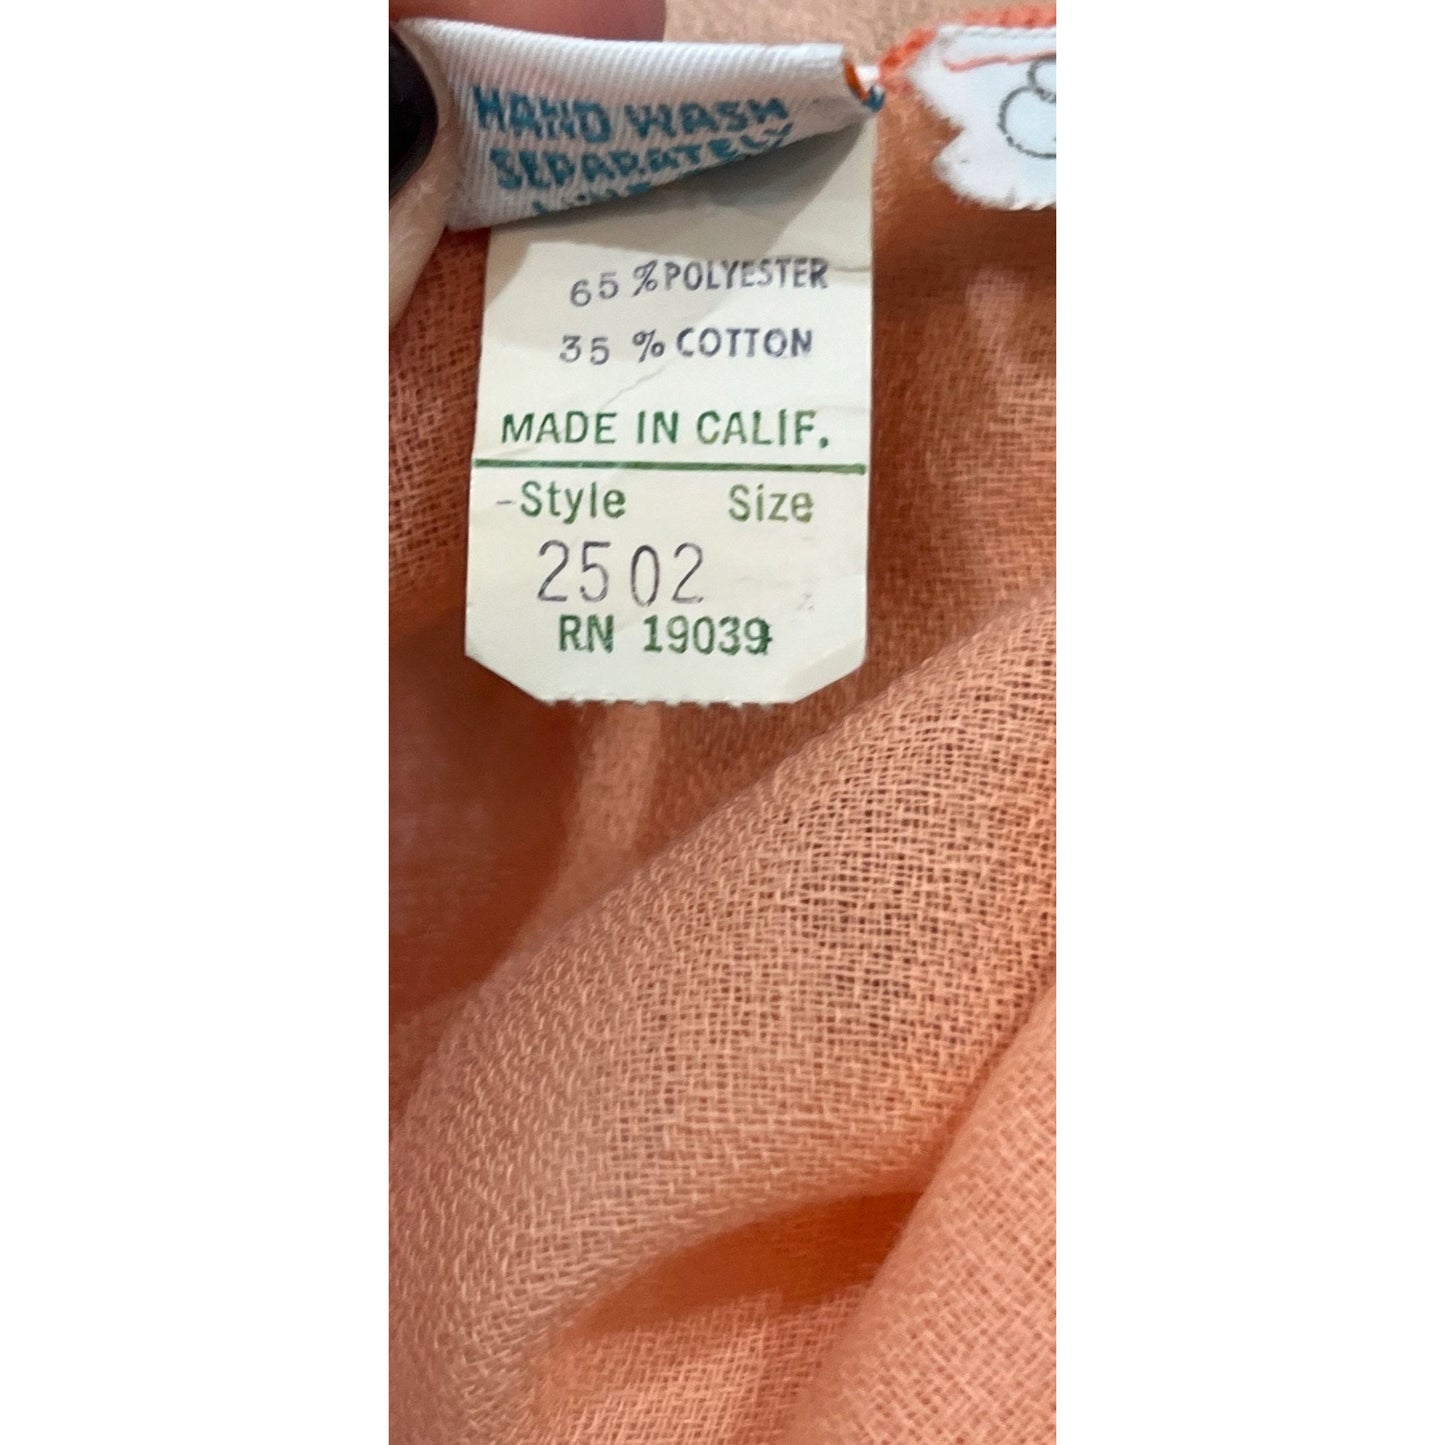 HAND WASH
SEPARATELY
65 % POLYESTER
35 % COTTON
MADE IN CALIF.
-Style Size
2502
RN 19039